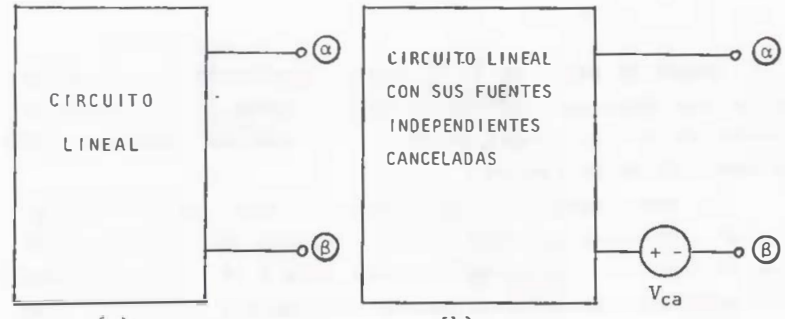 CIRCUITO
LINEAL
α
β
CIRCUITO LINEAL
CON SUS FUENTES
INDEPENDIENTES
CANCELADAS
α
+ -
β
Vca